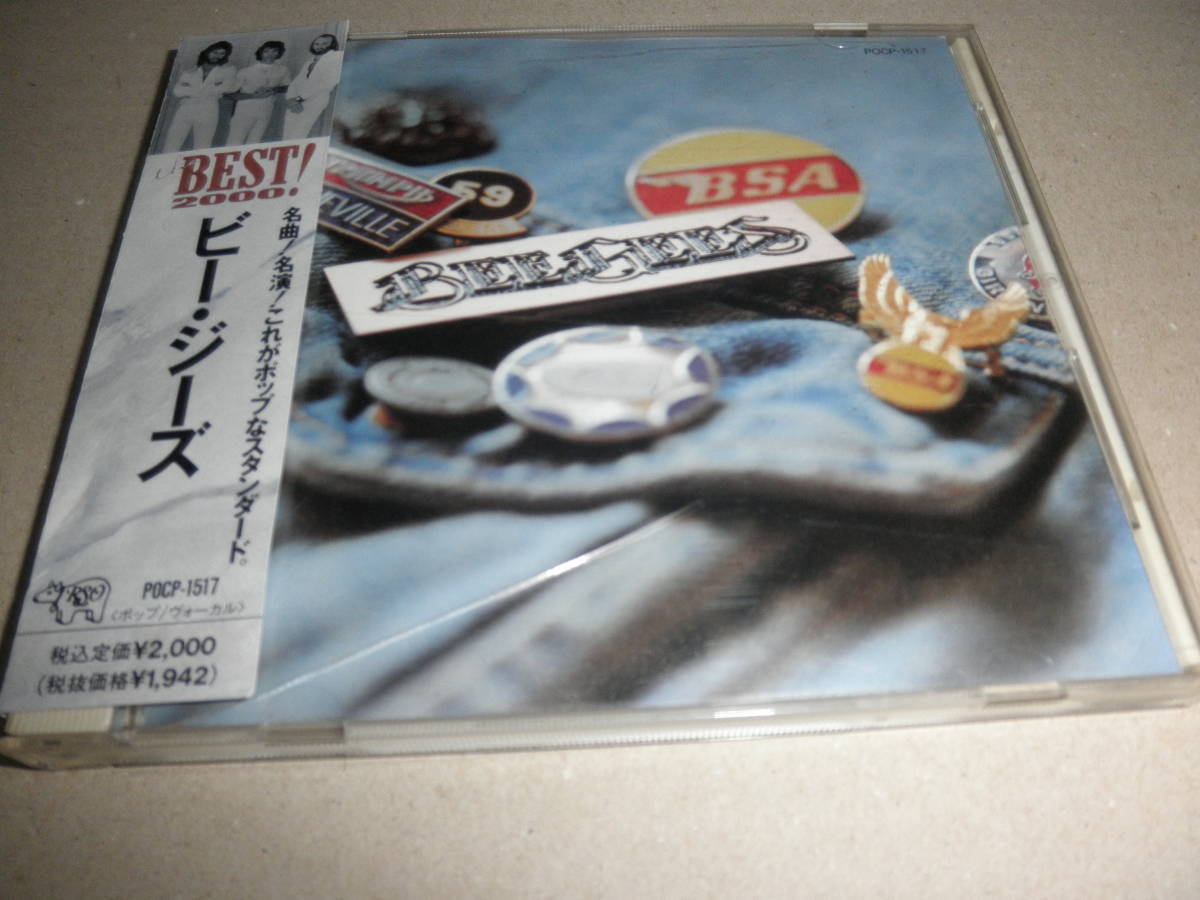 BEST!
2000!
ビー・ジーズ
名曲!名演!これがポップなスタンダード。
RSO
POCP-1517
〈ポップ/ヴォーカル〉
税込定価¥2,000
(税抜価格¥1,942)
POCP-1517
59
EVILLE
BSA
BEE GEES